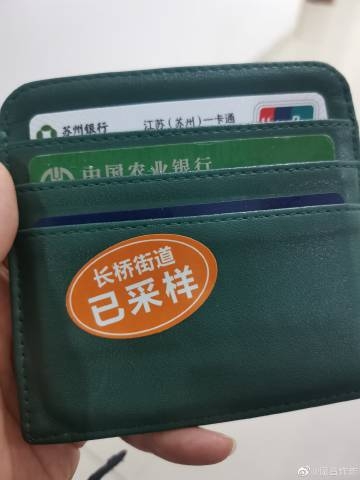 苏州银行 江苏(苏州)一卡通
中国农业银行
长桥街道
已采样